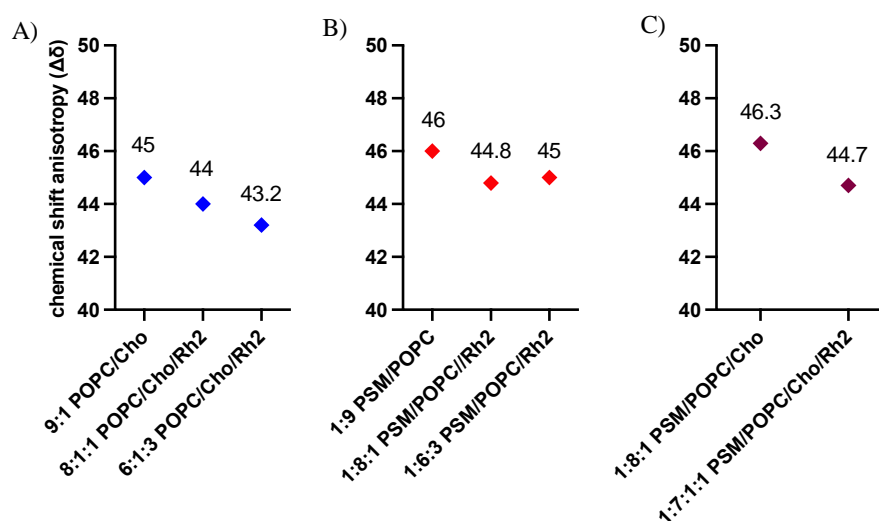 A)
chemical shift anisotropy (Δδ)
50
48
46
44
42
40
45
44
43.2
9:1 POPC/Cho
8:1:1 POPC/Cho/Rh2
6:1:3 POPC/Cho/Rh2
B)
50
48
46
44
42
40
46
44.8
45
1:9 PSM/POPC
1:8:1 PSM/POPC//Rh2
1:6:3 PSM/POPC/Rh2
C)
50
48
46
44
42
40
46.3
44.7
1:8:1 PSM/POPC/Cho
1:7:1:1 PSM/POPC/Cho/Rh2